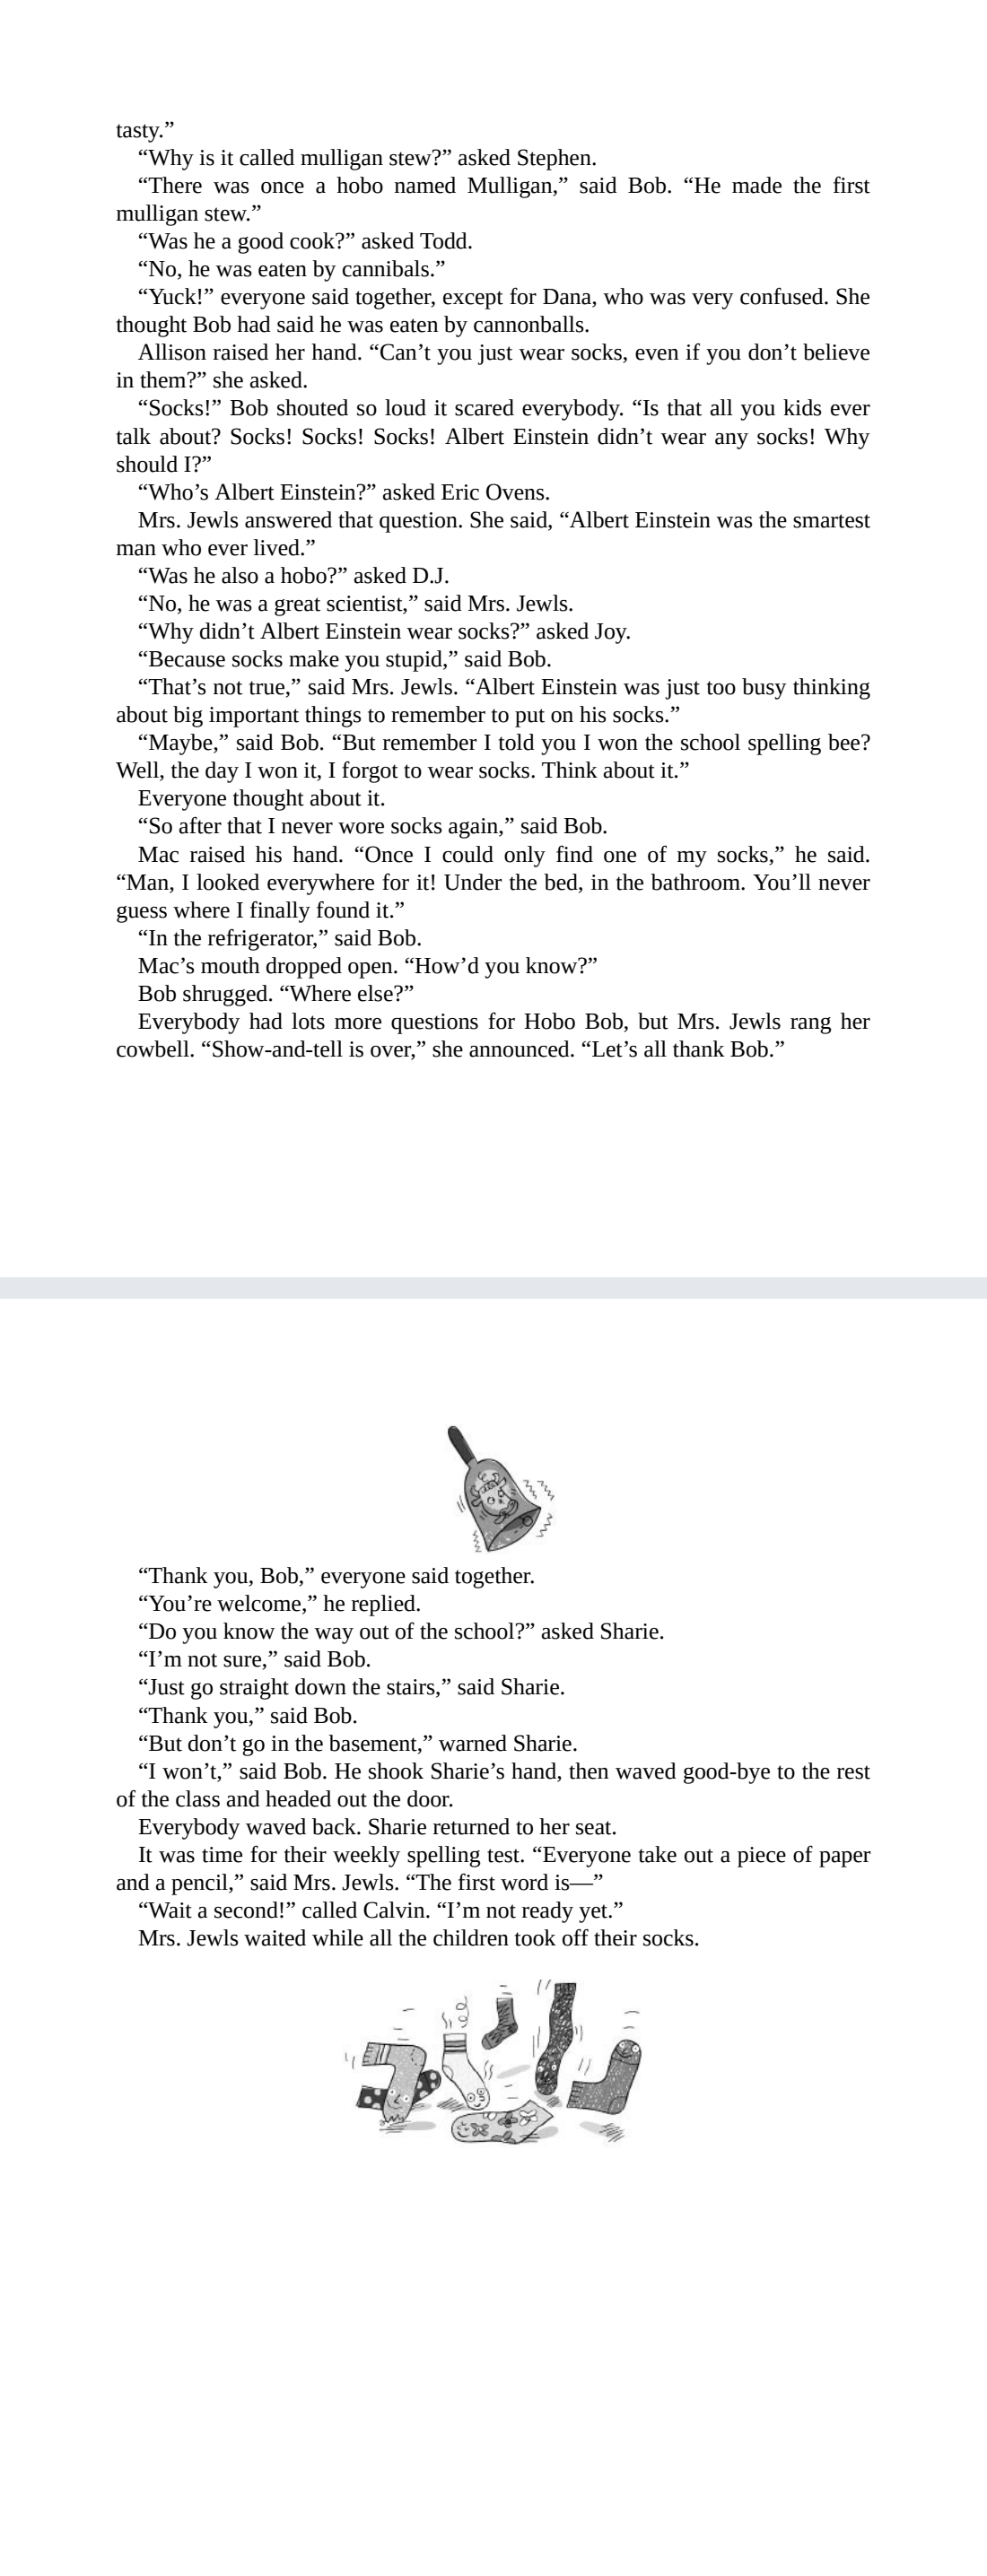 tasty.”
“Why is it called mulligan stew?” asked Stephen.
“There was once a hobo named Mulligan,” said Bob. “He made the first
mulligan stew.”
“Was he a good cook?” asked Todd.
“No, he was eaten by cannibals.”
“Yuck!” everyone said together, except for Dana, who was very confused. She
thought Bob had said he was eaten by cannonballs.
Allison raised her hand. “Can’t you just wear socks, even if you don’t believe
in them?” she asked.
“Socks!” Bob shouted so loud it scared everybody. “Is that all you kids ever
talk about? Socks! Socks! Socks! Albert Einstein didn’t wear any socks! Why
should I?”
“Who’s Albert Einstein?” asked Eric Ovens.
Mrs. Jewls answered that question. She said, “Albert Einstein was the smartest
man who ever lived.”
“Was he also a hobo?” asked D.J.
“No, he was a great scientist,” said Mrs. Jewls.
“Why didn’t Albert Einstein wear socks?” asked Joy.
“Because socks make you stupid,” said Bob.
“That’s not true,” said Mrs. Jewls. “Albert Einstein was just too busy thinking
about big important things to remember to put on his socks.”
“Maybe,” said Bob. “But remember I told you I won the school spelling bee?
Well, the day I won it, I forgot to wear socks. Think about it.”
Everyone thought about it.
“So after that I never wore socks again,” said Bob.
Mac raised his hand. “Once I could only find one of my socks,” he said.
“Man, I looked everywhere for it! Under the bed, in the bathroom. You’ll never
guess where I finally found it.”
“In the refrigerator,” said Bob.
Mac’s mouth dropped open. “How’d you know?”
Bob shrugged. “Where else?”
Everybody had lots more questions for Hobo Bob, but Mrs. Jewls rang her
cowbell. “Show-and-tell is over,” she announced. “Let’s all thank Bob.”
“Thank you, Bob,” everyone said together.
“You’re welcome,” he replied.
“Do you know the way out of the school?” asked Sharie.
“I’m not sure,” said Bob.
“Just go straight down the stairs,” said Sharie.
“Thank you,” said Bob.
“But don’t go in the basement,” warned Sharie.
“I won’t,” said Bob. He shook Sharie’s hand, then waved good-bye to the rest
of the class and headed out the door.
Everybody waved back. Sharie returned to her seat.
It was time for their weekly spelling test. “Everyone take out a piece of paper
and a pencil,” said Mrs. Jewls. “The first word is—”
“Wait a second!” called Calvin. “I’m not ready yet.”
Mrs. Jewls waited while all the children took off their socks.